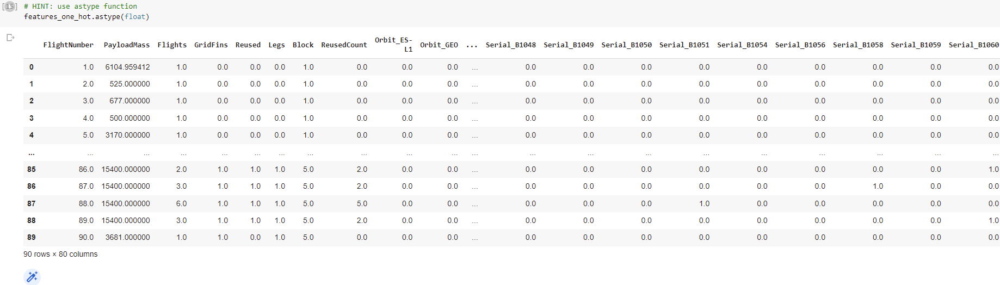 [15] # HINT: use astype function
features_one_hot.astype(float)
FlightNumber PayloadMass Flights GridFins Reused Legs Block ReusedCount Orbit_ES-L1 Orbit_GEO ... Serial_B1048 Serial_B1049 Serial_B1050 Serial_B1051 Serial_B1054 Serial_B1056 Serial_B1058 Serial_B1059 Serial_B1060
0 1.0 6104.959412 1.0 0.0 0.0 0.0 1.0 0.0 0.0 0.0 ... 0.0 0.0 0.0 0.0 0.0 0.0 0.0 0.0 0.0
1 2.0 525.000000 1.0 0.0 0.0 0.0 1.0 0.0 0.0 0.0 ... 0.0 0.0 0.0 0.0 0.0 0.0 0.0 0.0 0.0
2 3.0 677.000000 1.0 0.0 0.0 0.0 1.0 0.0 0.0 0.0 ... 0.0 0.0 0.0 0.0 0.0 0.0 0.0 0.0 0.0
3 4.0 500.000000 1.0 0.0 0.0 0.0 1.0 0.0 0.0 0.0 ... 0.0 0.0 0.0 0.0 0.0 0.0 0.0 0.0 0.0
4 5.0 3170.000000 1.0 0.0 0.0 0.0 1.0 0.0 0.0 0.0 ... 0.0 0.0 0.0 0.0 0.0 0.0 0.0 0.0 0.0
... ... ... ... ... ... ... ... ... ... ... ... ... ... ... ... ... ... ... ... ...
85 86.0 15400.000000 2.0 1.0 1.0 1.0 5.0 2.0 0.0 0.0 ... 0.0 0.0 0.0 0.0 0.0 0.0 0.0 0.0 1.0
86 87.0 15400.000000 3.0 1.0 1.0 1.0 5.0 2.0 0.0 0.0 ... 0.0 0.0 0.0 0.0 0.0 0.0 1.0 0.0 0.0
87 88.0 15400.000000 6.0 1.0 1.0 1.0 5.0 5.0 0.0 0.0 ... 0.0 0.0 0.0 1.0 0.0 0.0 0.0 0.0 0.0
88 89.0 15400.000000 3.0 1.0 1.0 1.0 5.0 2.0 0.0 0.0 ... 0.0 0.0 0.0 0.0 0.0 0.0 0.0 0.0 1.0
89 90.0 3681.000000 1.0 1.0 0.0 1.0 5.0 0.0 0.0 0.0 ... 0.0 0.0 0.0 0.0 0.0 0.0 0.0 0.0 0.0
90 rows × 80 columns